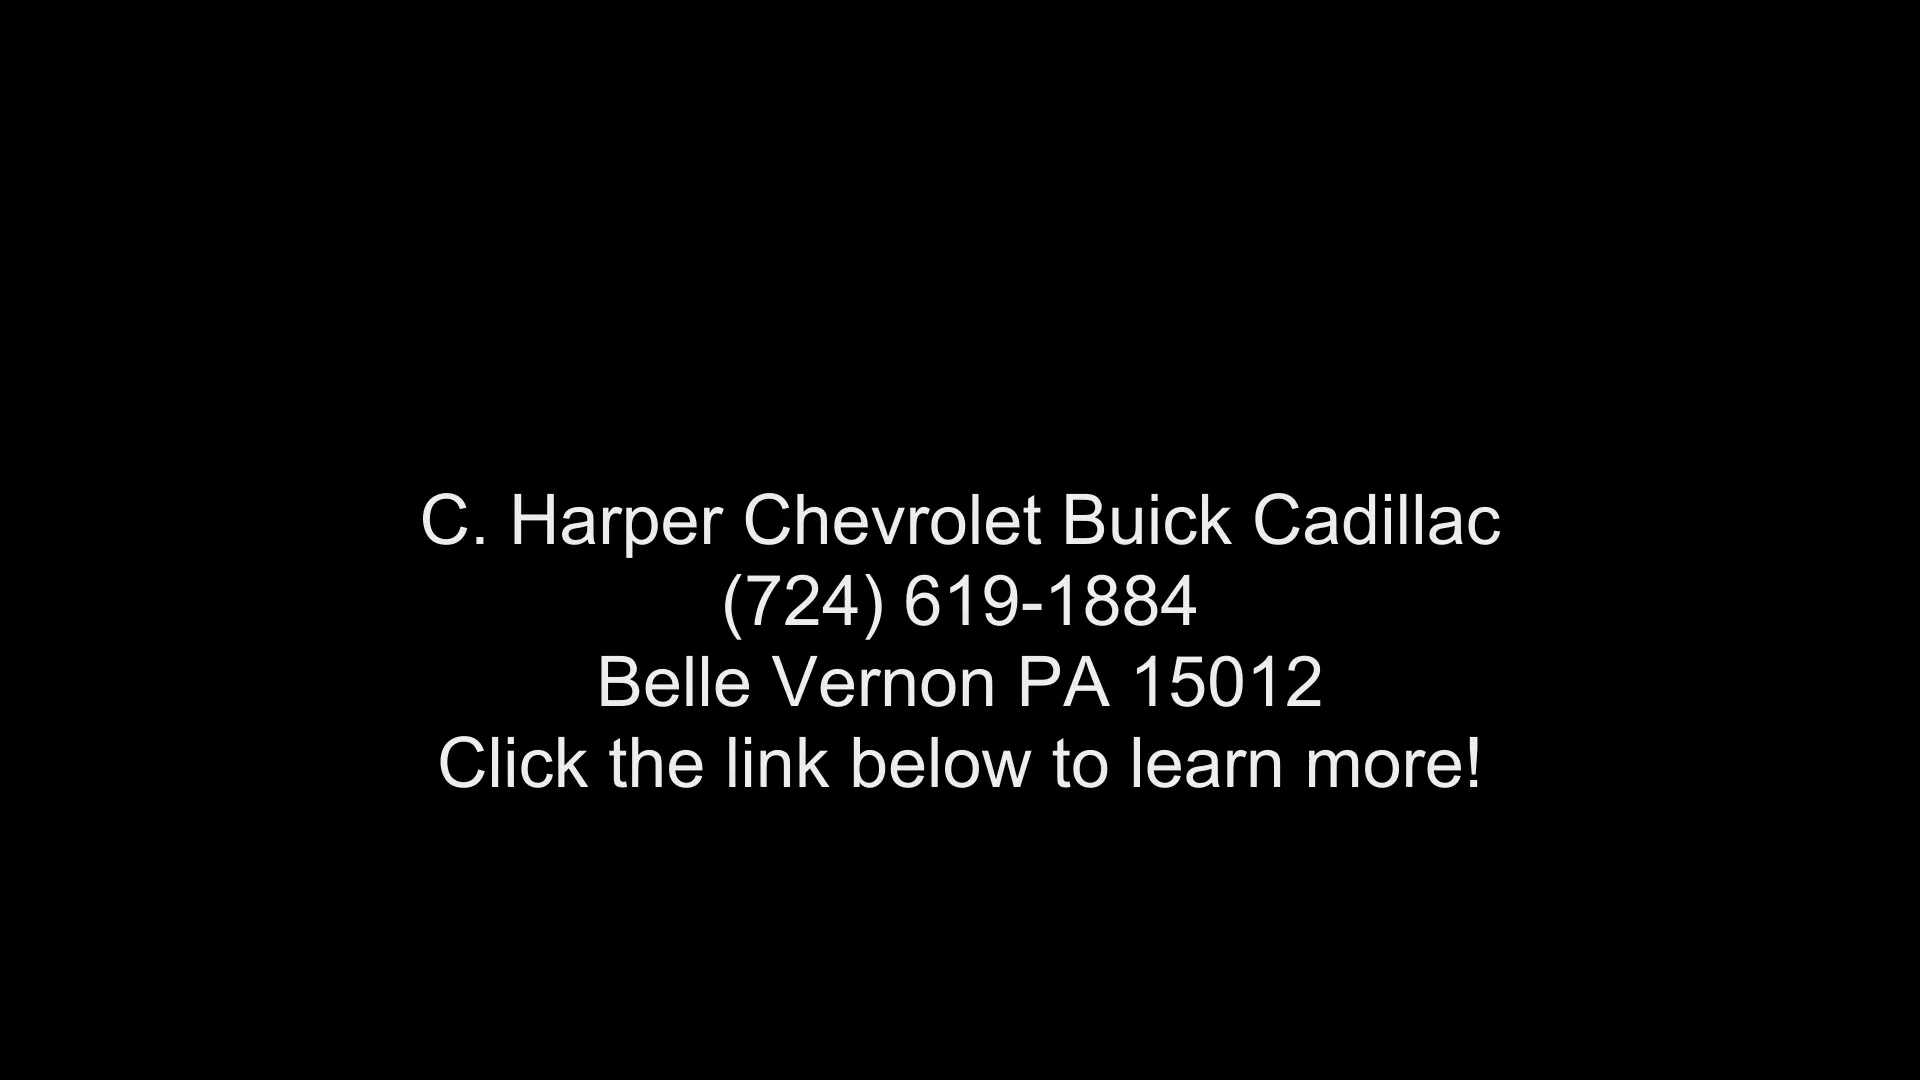 C. Harper Chevrolet Buick Cadillac
(724) 619-1884
Belle Vernon PA 15012
Click the link below to learn more!